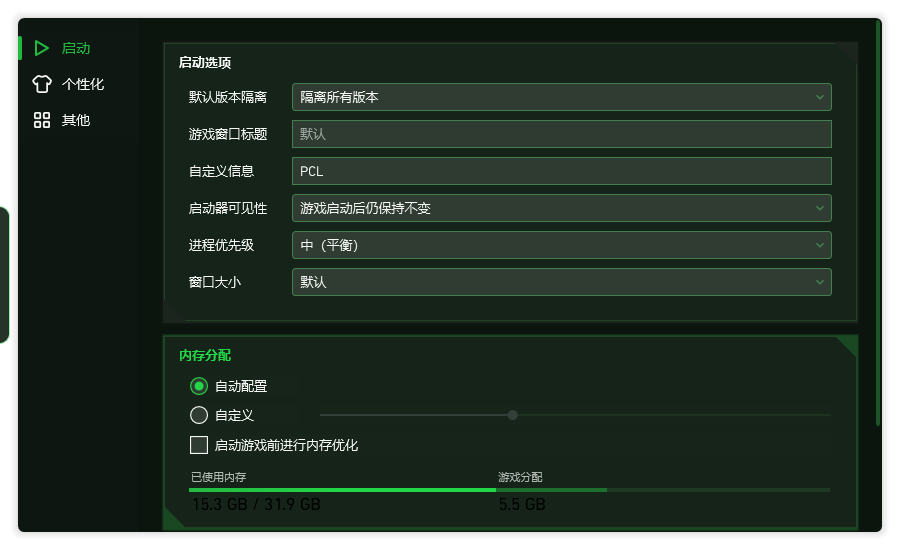 启动
个性化
其他
启动选项
默认版本隔离 隔离所有版本
游戏窗口标题 默认
自定义信息 PCL
启动器可见性 游戏启动后仍保持不变
进程优先级 中（平衡）
窗口大小 默认
内存分配
自动配置
自定义
启动游戏前进行内存优化
已使用内存 游戏分配
15.3 GB / 31.9 GB 5.5 GB